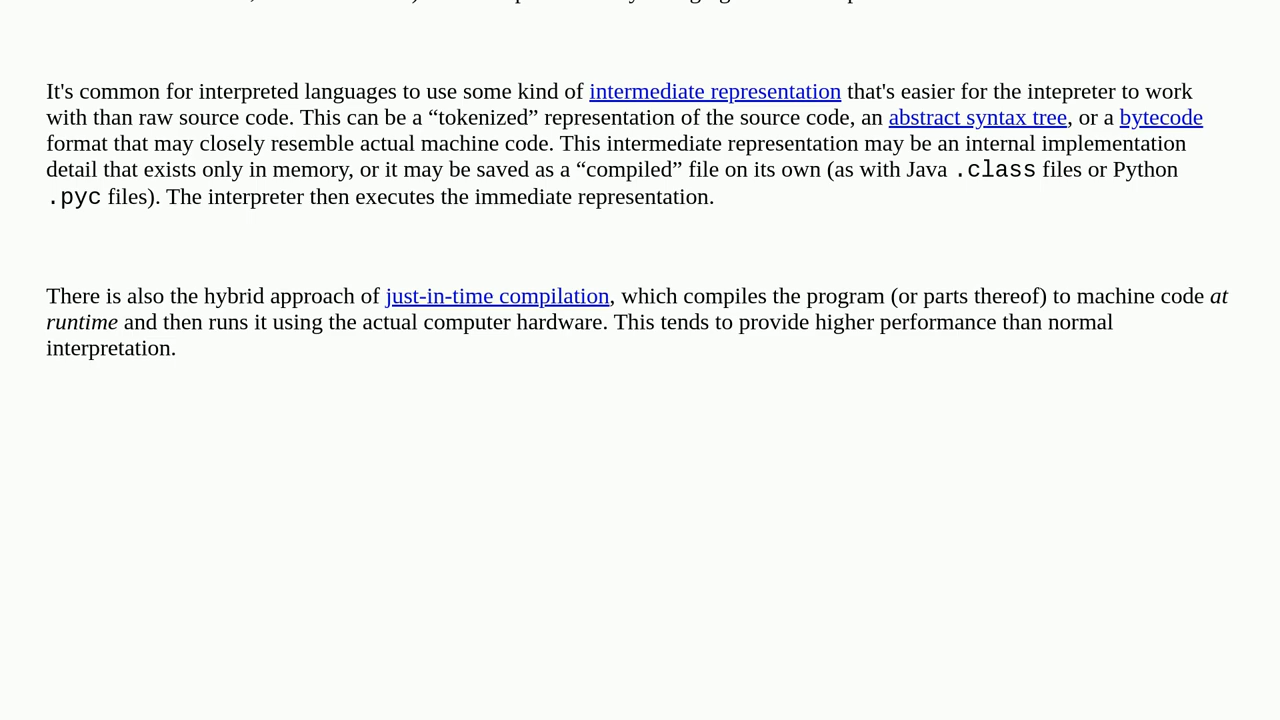 It's common for interpreted languages to use some kind of intermediate representation that's easier for the intepreter to work
with than raw source code. This can be a “tokenized” representation of the source code, an abstract syntax tree, or a bytecode
format that may closely resemble actual machine code. This intermediate representation may be an internal implementation
detail that exists only in memory, or it may be saved as a “compiled” file on its own (as with Java .class files or Python
.pyc files). The interpreter then executes the immediate representation.
There is also the hybrid approach of just-in-time compilation, which compiles the program (or parts thereof) to machine code at
runtime and then runs it using the actual computer hardware. This tends to provide higher performance than normal
interpretation.